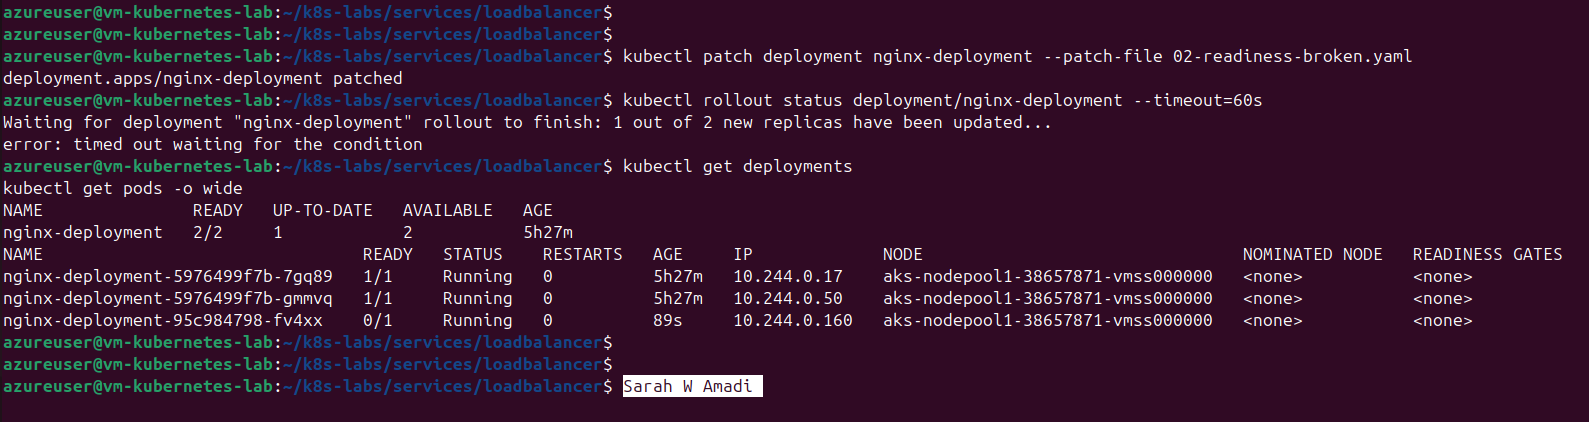 azureuser@vm-kubernetes-lab:~/k8s-labs/services/loadbalancer$
azureuser@vm-kubernetes-lab:~/k8s-labs/services/loadbalancer$
azureuser@vm-kubernetes-lab:~/k8s-labs/services/loadbalancer$ kubectl patch deployment nginx-deployment --patch-file 02-readiness-broken.yaml
deployment.apps/nginx-deployment patched
azureuser@vm-kubernetes-lab:~/k8s-labs/services/loadbalancer$ kubectl rollout status deployment/nginx-deployment --timeout=60s
Waiting for deployment "nginx-deployment" rollout to finish: 1 out of 2 new replicas have been updated...
error: timed out waiting for the condition
azureuser@vm-kubernetes-lab:~/k8s-labs/services/loadbalancer$ kubectl get deployments
kubectl get pods -o wide
NAME               READY   UP-TO-DATE   AVAILABLE   AGE
nginx-deployment   2/2     1            2           5h27m
NAME                                READY   STATUS    RESTARTS   AGE     IP             NODE                                NOMINATED NODE   READINESS GATES
nginx-deployment-5976499f7b-7gq89   1/1     Running   0          5h27m   10.244.0.17    aks-nodepool1-38657871-vmss000000   <none>           <none>
nginx-deployment-5976499f7b-gmmvq   1/1     Running   0          5h27m   10.244.0.50    aks-nodepool1-38657871-vmss000000   <none>           <none>
nginx-deployment-95c984798-fv4xx    0/1     Running   0          89s     10.244.0.160   aks-nodepool1-38657871-vmss000000   <none>           <none>
azureuser@vm-kubernetes-lab:~/k8s-labs/services/loadbalancer$
azureuser@vm-kubernetes-lab:~/k8s-labs/services/loadbalancer$
azureuser@vm-kubernetes-lab:~/k8s-labs/services/loadbalancer$ Sarah W Amadi